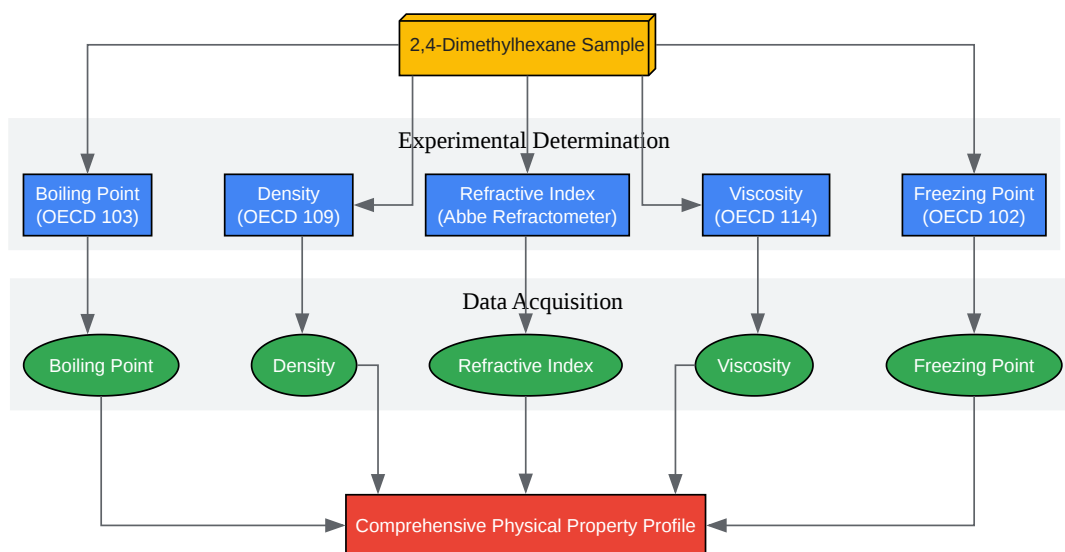 2,4-Dimethylhexane Sample
Experimental Determination
Boiling Point
(OECD 103)
Density
(OECD 109)
Refractive Index
(Abbe Refractometer)
Viscosity
(OECD 114)
Freezing Point
(OECD 102)
Data Acquisition
Boiling Point
Density
Refractive Index
Viscosity
Freezing Point
Comprehensive Physical Property Profile